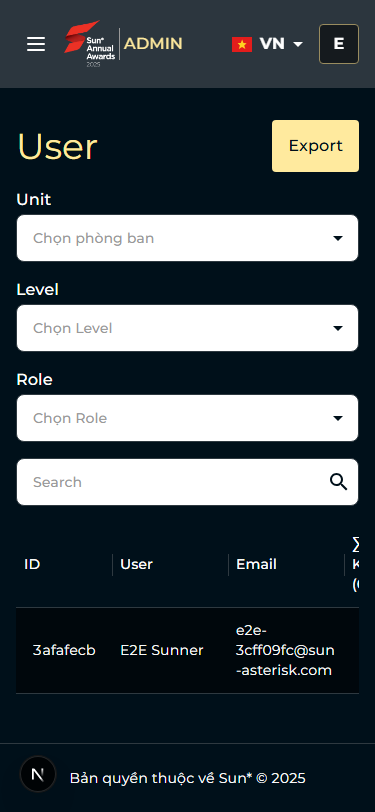 Sun*
Annual
Awards
2025
ADMIN
VN
E
User
Export
Unit
Chọn phòng ban
Level
Chọn Level
Role
Chọn Role
Search
ID
User
Email
3afafecb
E2E Sunner
e2e-
3cff09fc@sun
-asterisk.com
N
Bản quyền thuộc về Sun* © 2025